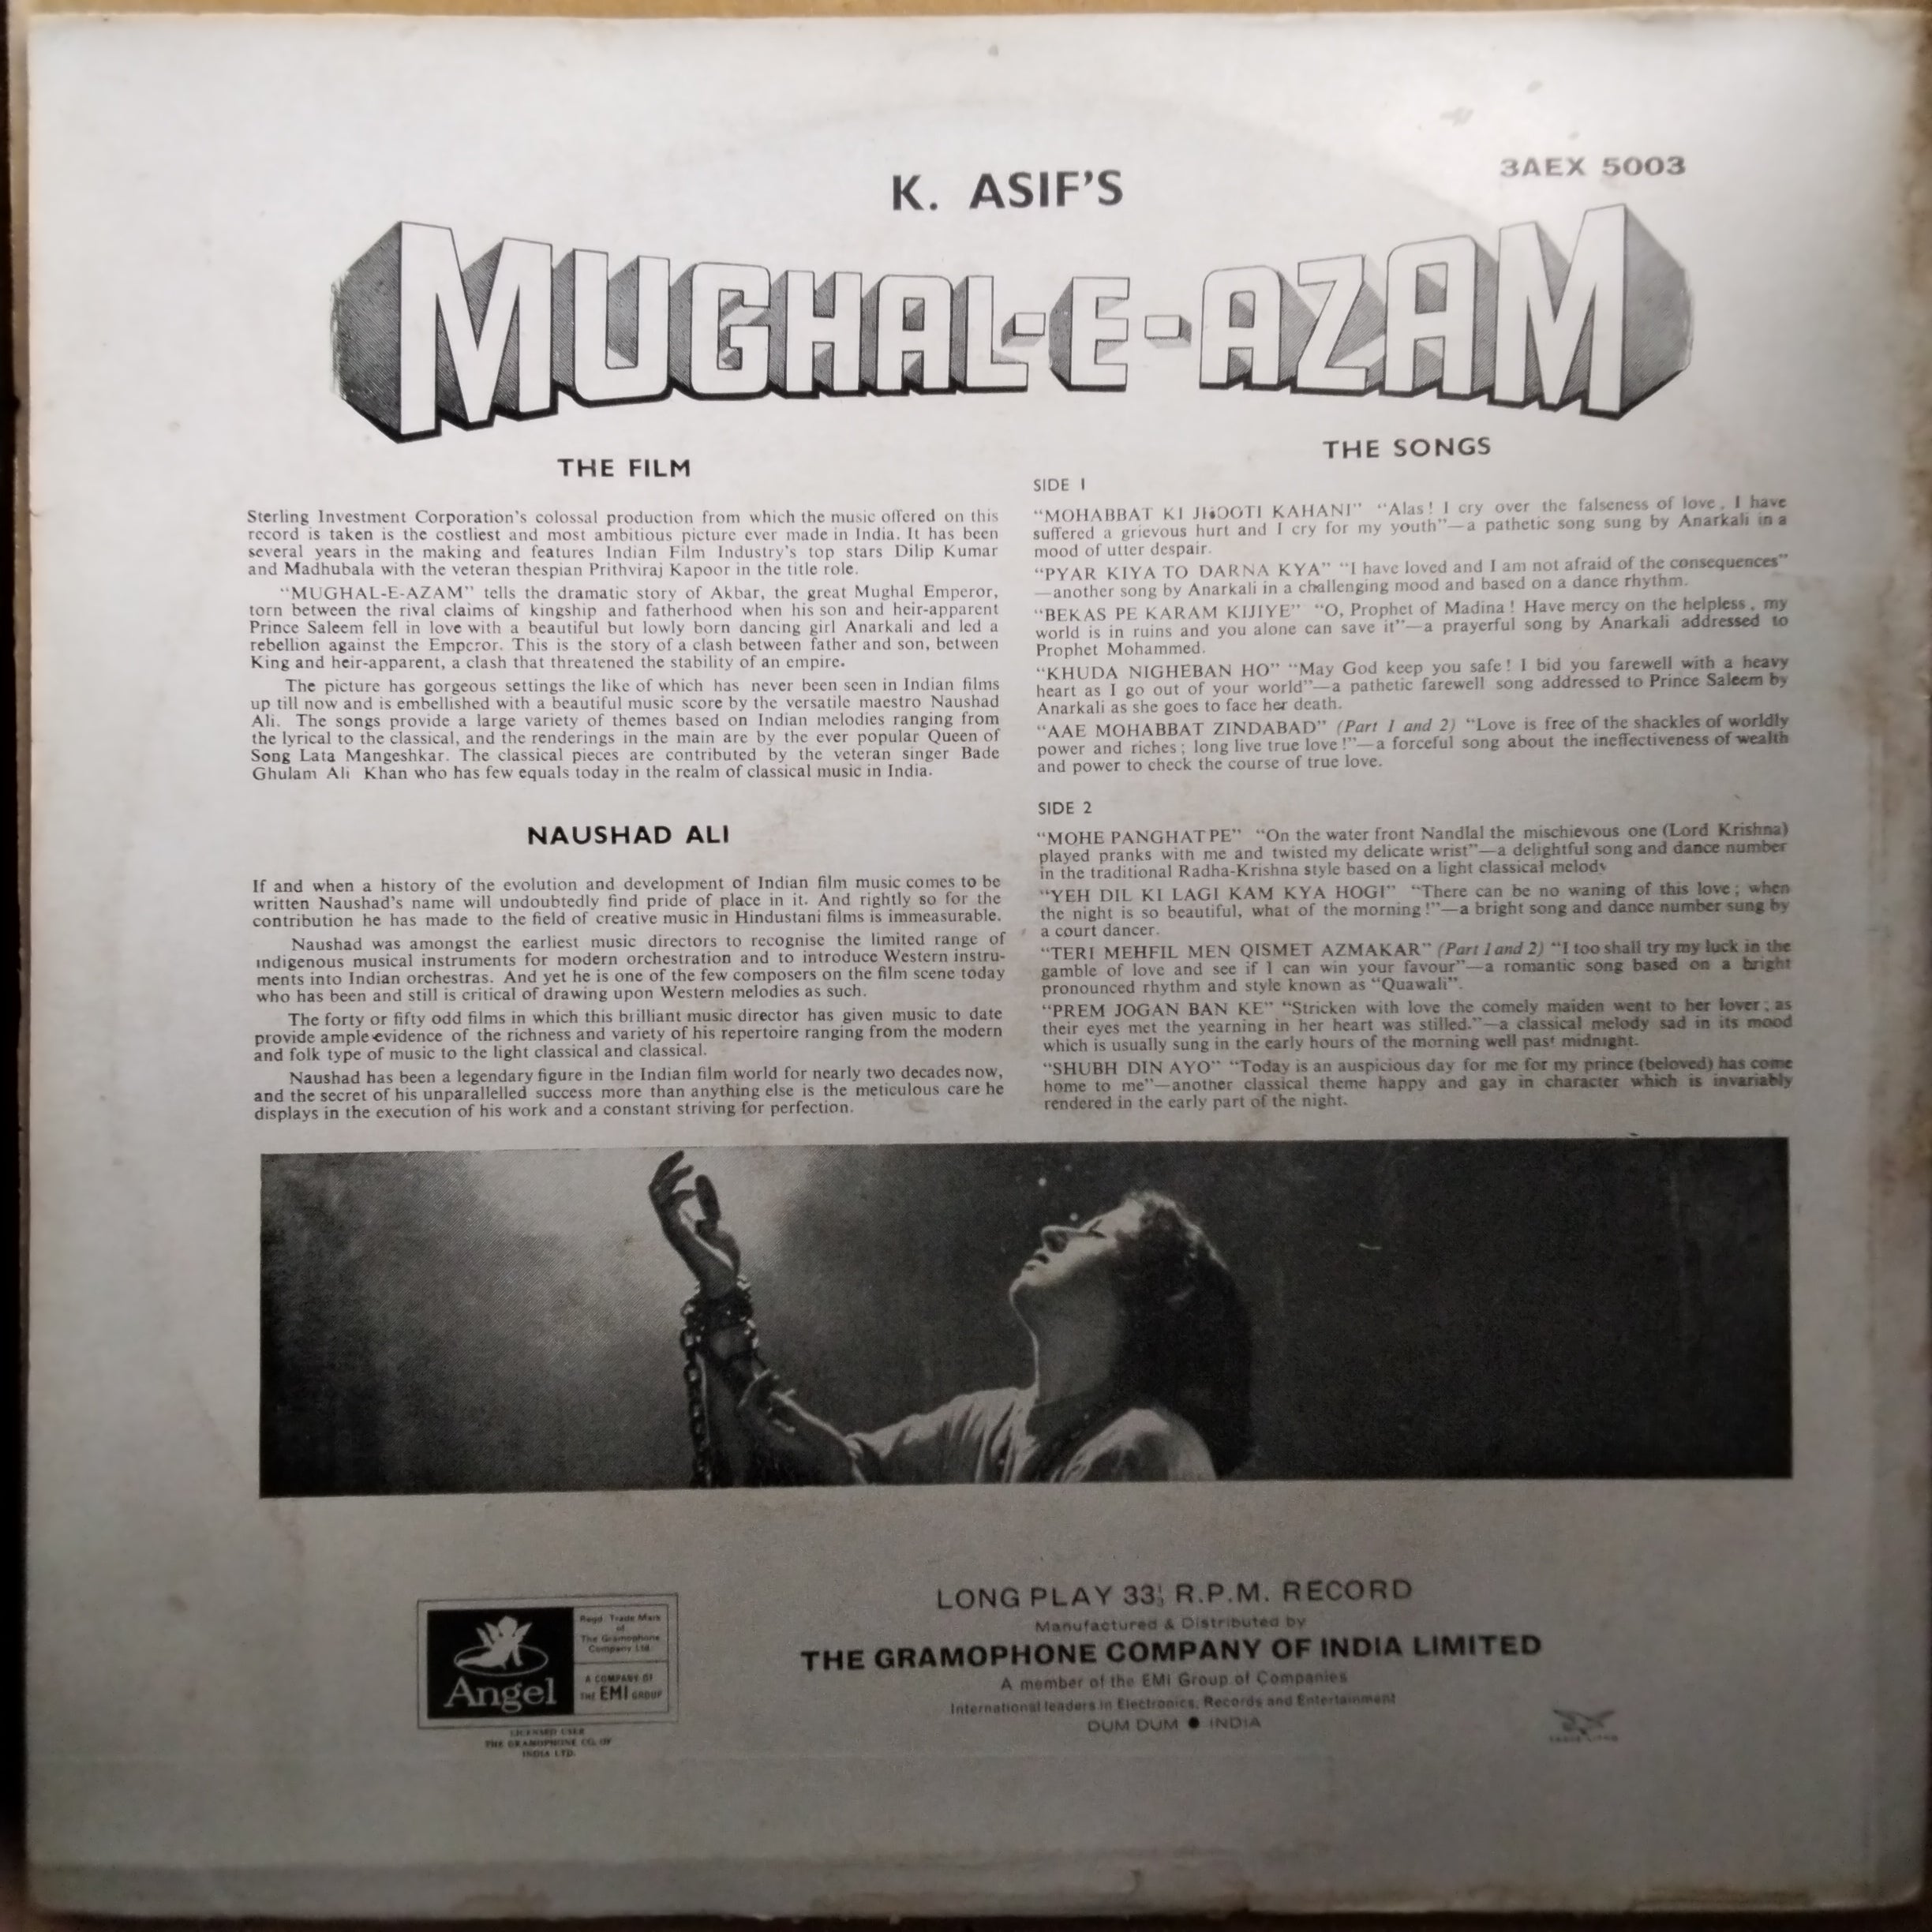 3AEX 5003
K. ASIF'S
MUGHAL-E-AZAM
THE FILM
Sterling Investment Corporation's colossal production from which the music offered on this
record is taken is the costliest and most ambitious picture ever made in India. It has been
several years in the making and features Indian Film Industry's top stars Dilip Kumar
and Madhubala with the veteran thespian Prithviraj Kapoor in the title role.
"MUGHAL-E-AZAM" tells the dramatic story of Akbar, the great Mughal Emperor,
torn between the rival claims of kingship and fatherhood when his son and heir-apparent
Prince Saleem fell in love with a beautiful but lowly born dancing girl Anarkali and led a
rebellion against the Emperor. This is the story of a clash between father and son, between
King and heir-apparent, a clash that threatened the stability of an empire.
The picture has gorgeous settings the like of which has never been seen in Indian films
up till now and is embellished with a beautiful music score by the versatile maestro Naushad
Ali. The songs provide a large variety of themes based on Indian melodies ranging from
the lyrical to the classical, and the renderings in the main are by the ever popular Queen of
Song Lata Mangeshkar. The classical pieces are contributed by the veteran singer Bade
Ghulam Ali Khan who has few equals today in the realm of classical music in India.
NAUSHAD ALI
If and when a history of the evolution and development of Indian film music comes to be
written Naushad's name will undoubtedly find pride of place in it. And rightly so for the
contribution he has made to the field of creative music in Hindustani films is immeasurable.
Naushad was amongst the earliest music directors to recognise the limited range of
indigenous musical instruments for modern orchestration and to introduce Western instru-
ments into Indian orchestras. And yet he is one of the few composers on the film scene today
who has been and still is critical of drawing upon Western melodies as such.
The forty or fifty odd films in which this brilliant music director has given music to date
provide ample evidence of the richness and variety of his repertoire ranging from the modern
and folk type of music to the light classical and classical.
Naushad has been a legendary figure in the Indian film world for nearly two decades now,
and the secret of his unparallelled success more than anything else is the meticulous care he
displays in the execution of his work and a constant striving for perfection.
THE SONGS
SIDE 1
"MOHABBAT KI JHOOTI KAHANI" "Alas! I cry over the falseness of love, I have
suffered a grievous hurt and I cry for my youth"—a pathetic song sung by Anarkali in a
mood of utter despair.
"PYAR KIYA TO DARNA KYA" "I have loved and I am not afraid of the consequences"
—another song by Anarkali in a challenging mood and based on a dance rhythm.
"BEKAS PE KARAM KIJIYE" "O, Prophet of Madina! Have mercy on the helpless, my
world is in ruins and you alone can save it"—a prayerful song by Anarkali addressed to
Prophet Mohammed.
"KHUDA NIGHEBAN HO" "May God keep you safe! I bid you farewell with a heavy
heart as I go out of your world"—a pathetic farewell song addressed to Prince Saleem by
Anarkali as she goes to face her death.
"AAE MOHABBAT ZINDABAD" (Part 1 and 2) "Love is free of the shackles of worldly
power and riches; long live true love!"—a forceful song about the ineffectiveness of wealth
and power to check the course of true love.
SIDE 2
"MOHE PANGHAT PE" "On the water front Nandlal the mischievous one (Lord Krishna)
played pranks with me and twisted my delicate wrist"—a delightful song and dance number
in the traditional Radha-Krishna style based on a light classical melody
"YEH DIL KI LAGI KAM KYA HOGI" "There can be no waning of this love; when
the night is so beautiful, what of the morning!"—a bright song and dance number sung by
a court dancer.
"TERI MEHFIL MEN QISMET AZMAKAR" (Part 1 and 2) "I too shall try my luck in the
gamble of love and see if I can win your favour"—a romantic song based on a bright
pronounced rhythm and style known as "Quawali".
"PREM JOGAN BAN KE" "Stricken with love the comely maiden went to her lover; as
their eyes met the yearning in her heart was stilled."—a classical melody sad in its mood
which is usually sung in the early hours of the morning well past midnight.
"SHUBH DIN AYO" "Today is an auspicious day for me for my prince (beloved) has come
home to me"—another classical theme happy and gay in character which is invariably
rendered in the early part of the night.
Angel
Regd. Trade Mark
of
The Gramophone
Company Ltd.
A COMPANY OF
THE EMI GROUP
LICENSED USER
THE GRAMOPHONE CO. OF
INDIA LTD.
LONG PLAY 33⅓ R.P.M. RECORD
Manufactured & Distributed by
THE GRAMOPHONE COMPANY OF INDIA LIMITED
A member of the EMI Group of Companies
International leaders in Electronics, Records and Entertainment
DUM DUM ● INDIA